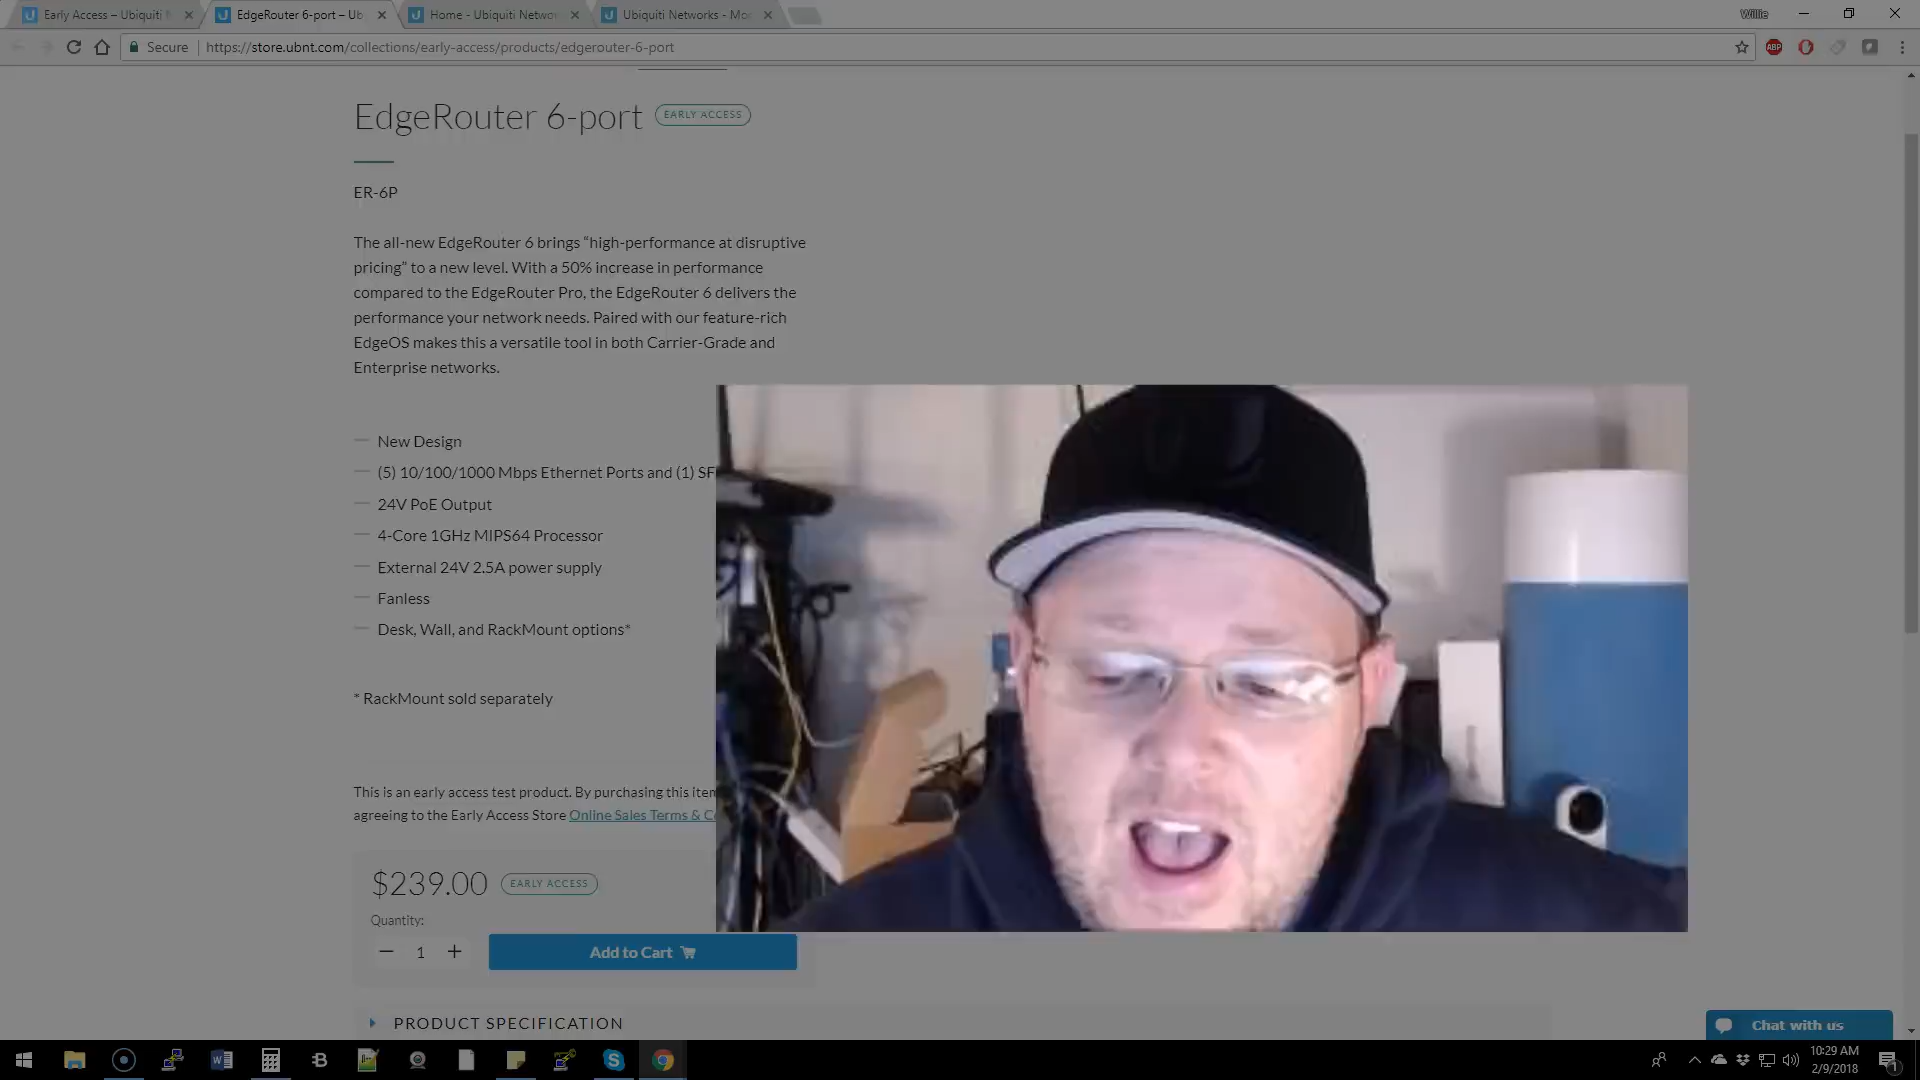 Early Access – Ubiquiti
EdgeRouter 6-port – Ub
Home - Ubiquiti Networ
Ubiquiti Networks - Mo
Willie
Secure
https://store.ubnt.com/collections/early-access/products/edgerouter-6-port
ABP
EdgeRouter 6-port
EARLY ACCESS
ER-6P
The all-new EdgeRouter 6 brings “high-performance at disruptive
pricing” to a new level. With a 50% increase in performance
compared to the EdgeRouter Pro, the EdgeRouter 6 delivers the
performance your network needs. Paired with our feature-rich
EdgeOS makes this a versatile tool in both Carrier-Grade and
Enterprise networks.
New Design
(5) 10/100/1000 Mbps Ethernet Ports and (1) SF
24V PoE Output
4-Core 1GHz MIPS64 Processor
External 24V 2.5A power supply
Fanless
Desk, Wall, and RackMount options*
* RackMount sold separately
This is an early access test product. By purchasing this item
agreeing to the Early Access Store Online Sales Terms & C
$239.00
EARLY ACCESS
Quantity:
− 1 +
Add to Cart
PRODUCT SPECIFICATION
Chat with us
10:29 AM
2/9/2018
1